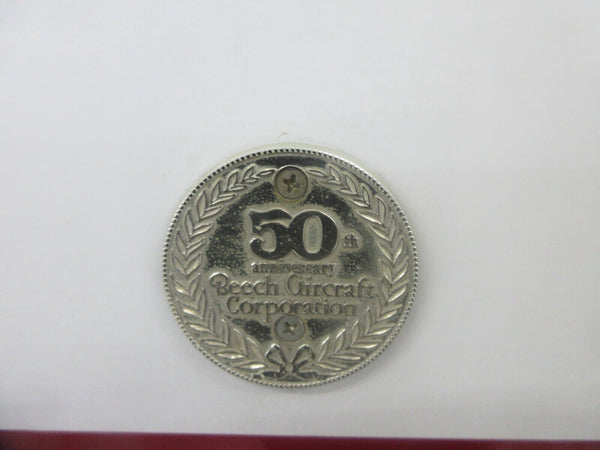 50th
anniversary
Beech Aircraft
Corporation